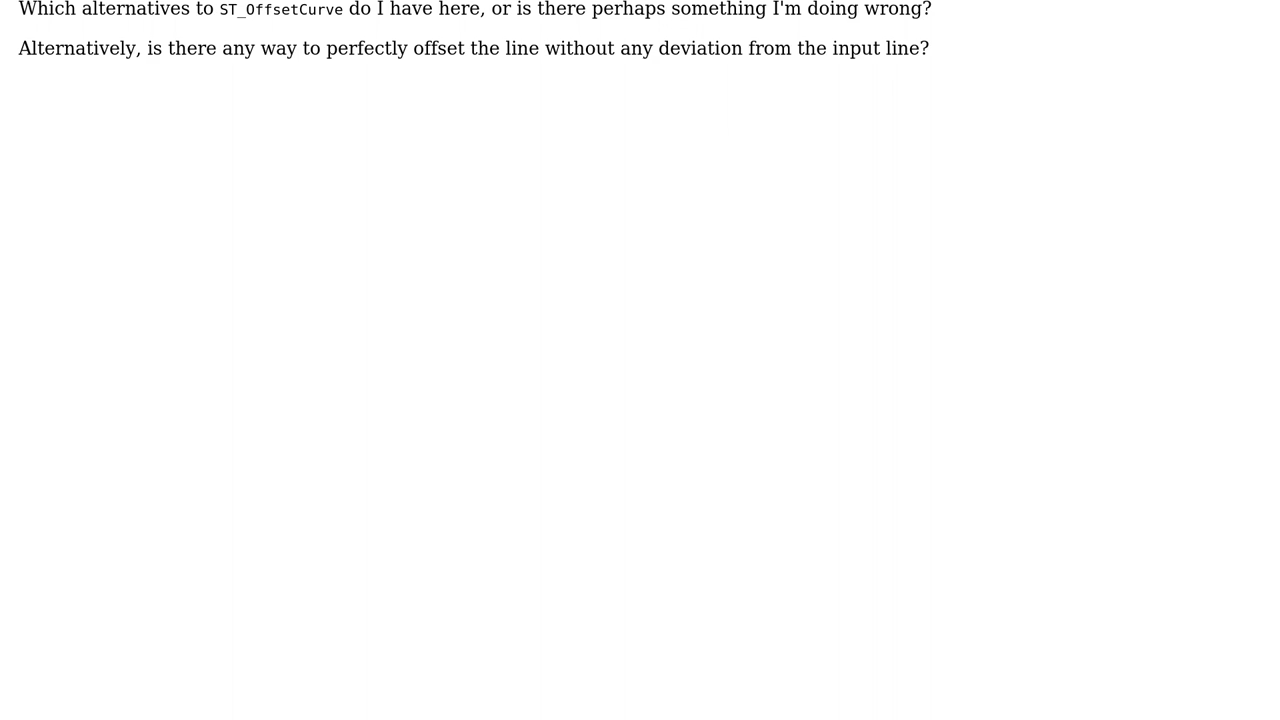 Which alternatives to ST_OffsetCurve do I have here, or is there perhaps something I'm doing wrong?
Alternatively, is there any way to perfectly offset the line without any deviation from the input line?